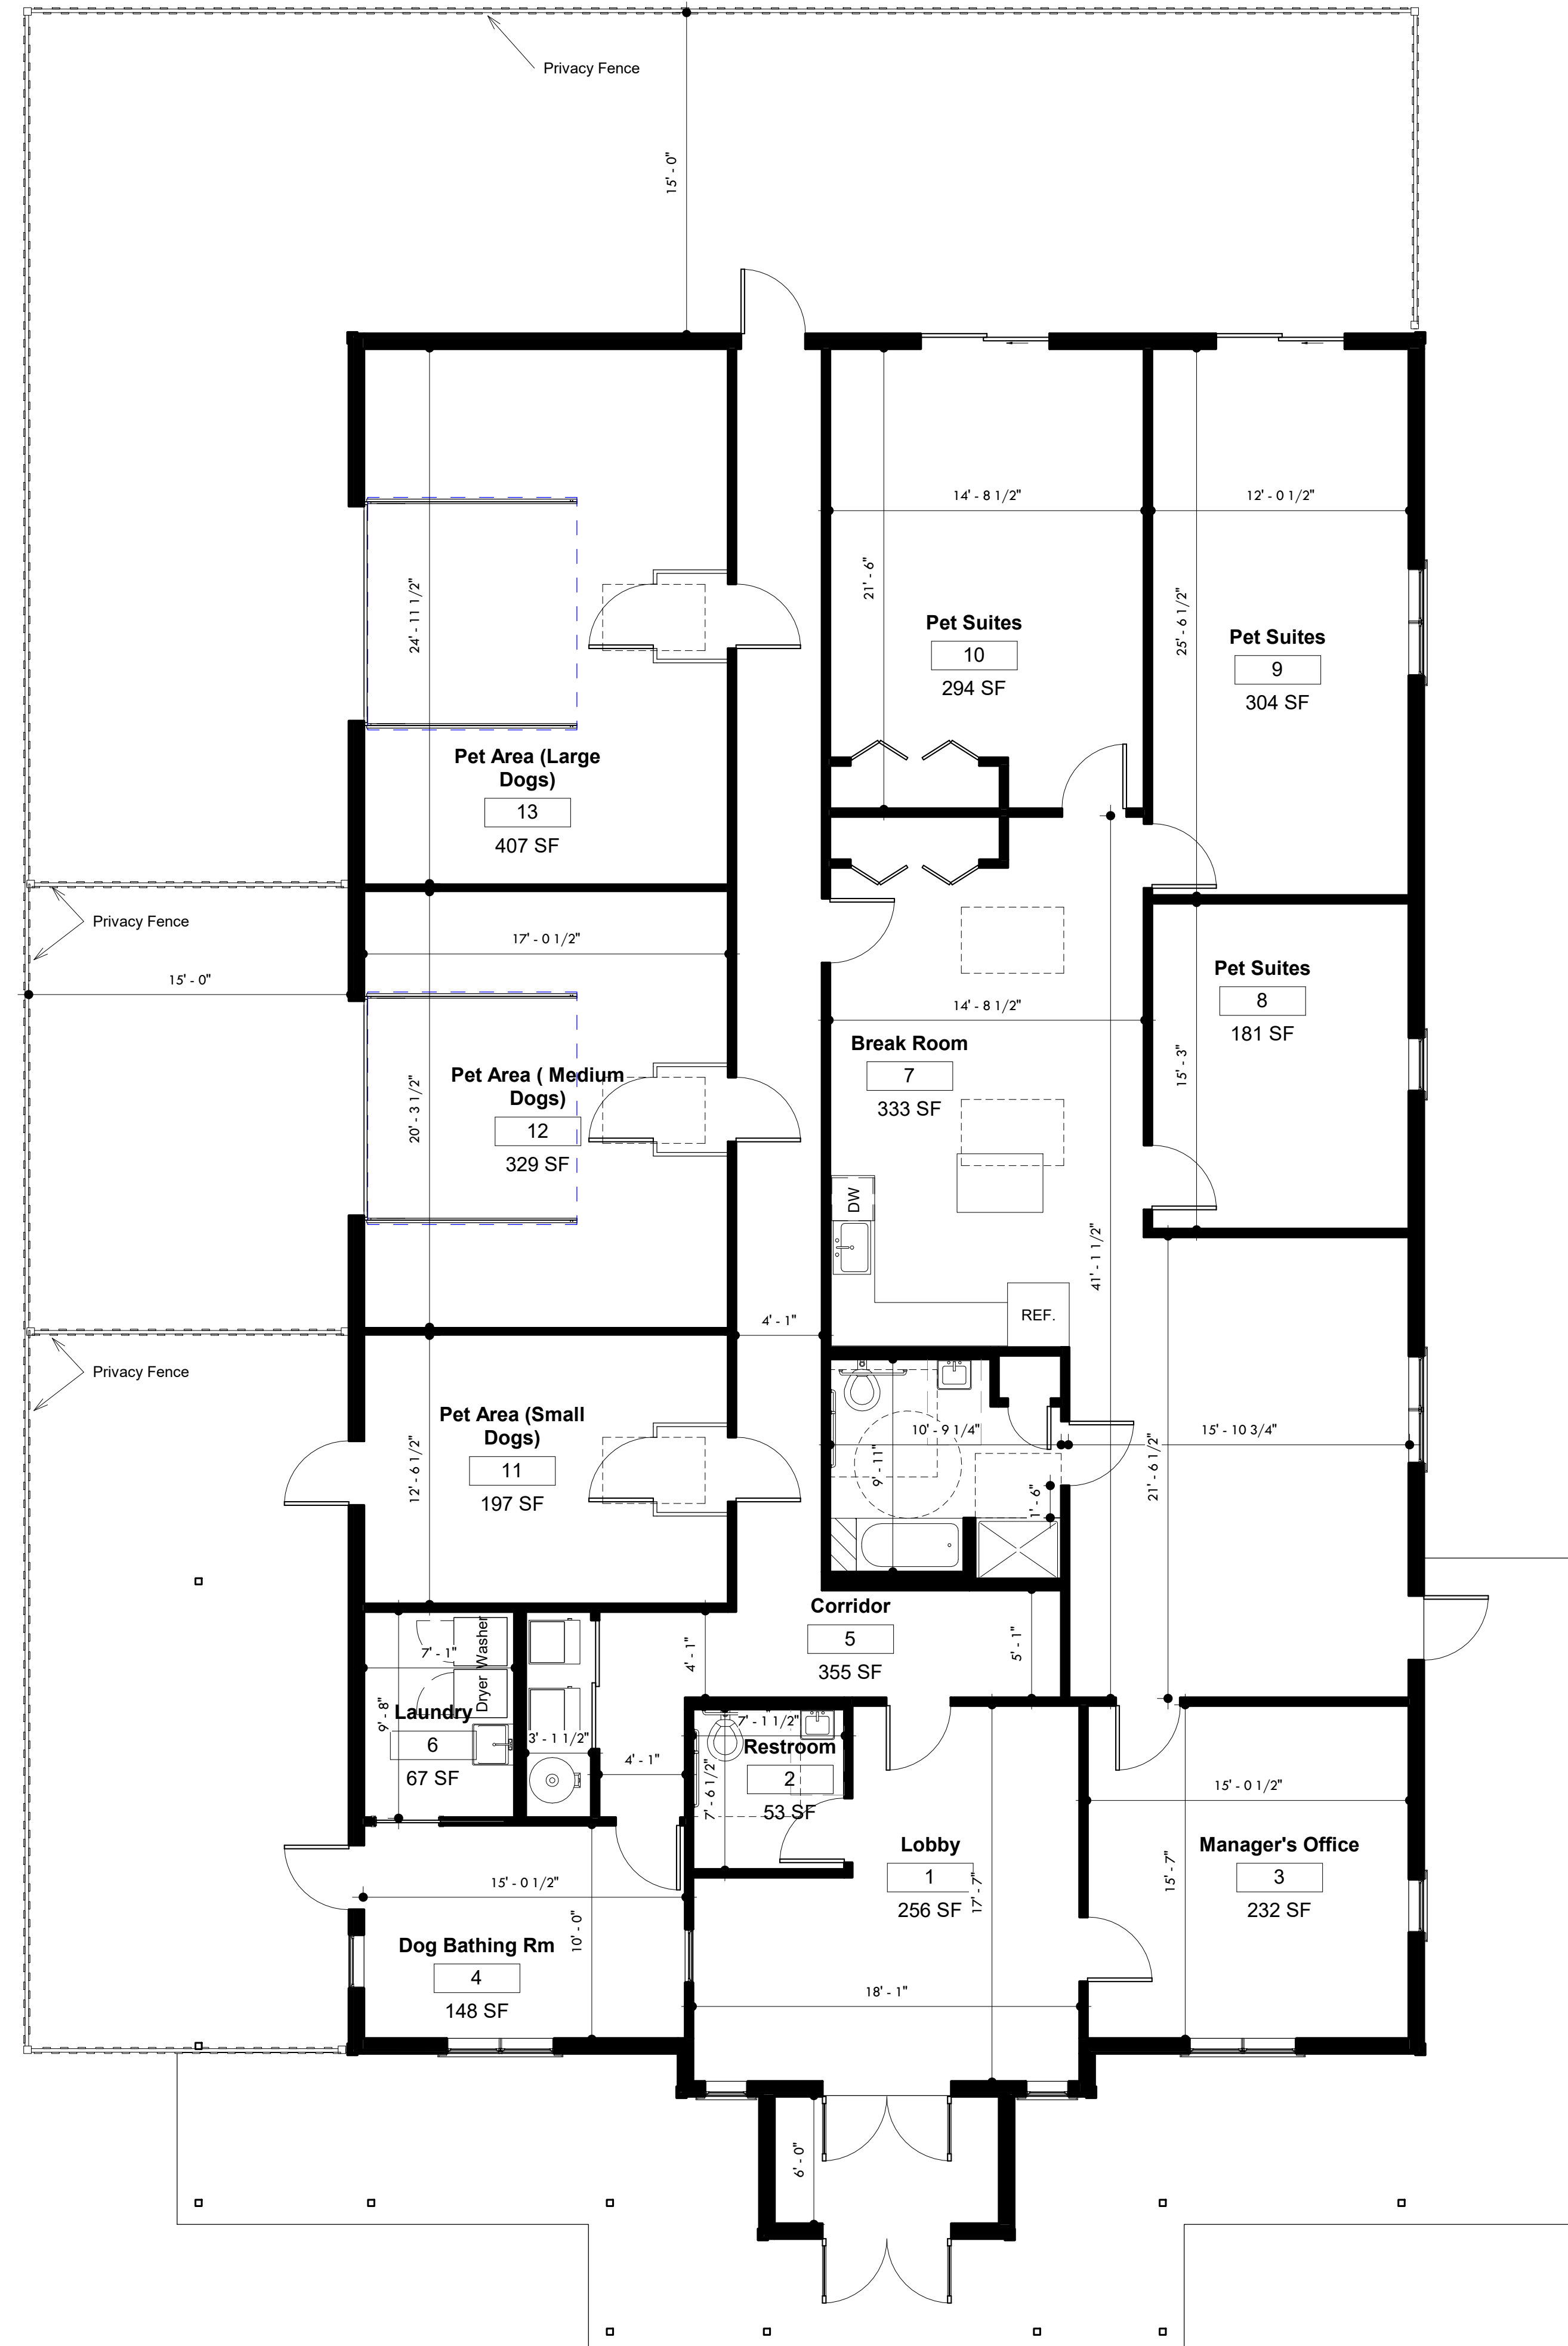 Privacy Fence
15' - 0"
14' - 8 1/2"
12' - 0 1/2"
21' - 6"
25' - 6 1/2"
24' - 11 1/2"
Pet Suites
10
294 SF
Pet Suites
9
304 SF
Pet Area (Large
Dogs)
13
407 SF
Privacy Fence
15' - 0"
17' - 0 1/2"
14' - 8 1/2"
Pet Suites
8
181 SF
15' - 3"
Break Room
7
333 SF
Pet Area ( Medium
Dogs)
12
329 SF
20' - 3 1/2"
DW
41' - 1 1/2"
REF.
4' - 1"
Privacy Fence
Pet Area (Small
Dogs)
11
197 SF
12' - 6 1/2"
10' - 9 1/4"
9' - 11"
1' - 6"
15' - 10 3/4"
21' - 6 1/2"
Corridor
5
355 SF
4' - 1"
5' - 1"
Washer
Dryer
7' - 1"
9' - 8"
Laundry
6
67 SF
3' - 1 1/2"
4' - 1"
7' - 1 1/2"
Restroom
2
53 SF
7' - 6 1/2"
15' - 0 1/2"
Lobby
1
256 SF
17' - 7"
Manager's Office
3
232 SF
15' - 7"
15' - 0 1/2"
Dog Bathing Rm
4
148 SF
10' - 0"
18' - 1"
6' - 0"